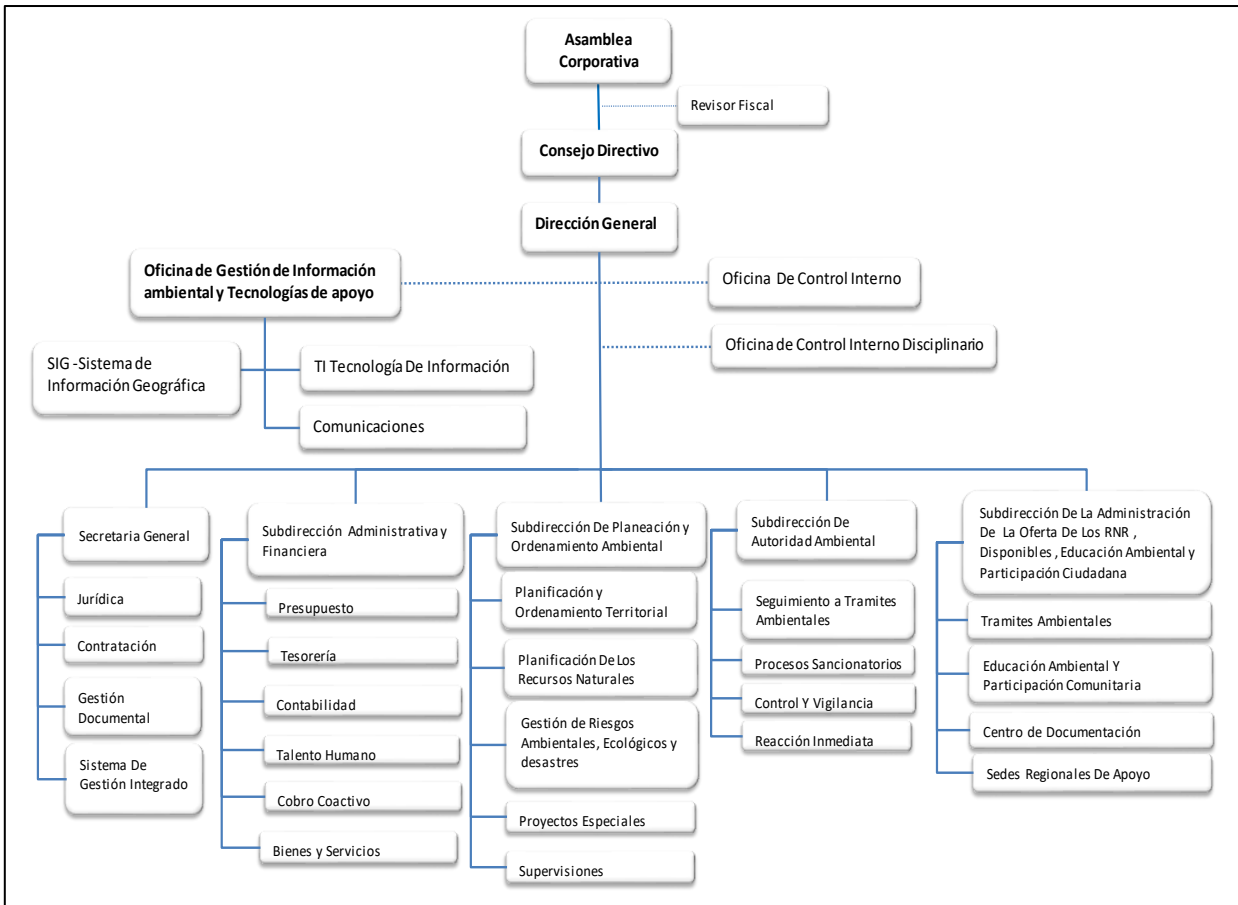 Asamblea
Corporativa
Revisor Fiscal
Consejo Directivo
Dirección General
Oficina de Gestión de Información
ambiental y Tecnologías de apoyo
Oficina De Control Interno
Oficina de Control Interno Disciplinario
SIG -Sistema de
Información Geográfica
TI Tecnología De Información
Comunicaciones
Secretaria General
Jurídica
Contratación
Gestión
Documental
Sistema De
Gestión Integrado
Subdirección Administrativa y
Financiera
Presupuesto
Tesorería
Contabilidad
Talento Humano
Cobro Coactivo
Bienes y Servicios
Subdirección De Planeación y
Ordenamiento Ambiental
Planificación y
Ordenamiento Territorial
Planificación De Los
Recursos Naturales
Gestión de Riesgos
Ambientales, Ecológicos y
desastres
Proyectos Especiales
Supervisiones
Subdirección De
Autoridad Ambiental
Seguimiento a Tramites
Ambientales
Procesos Sancionatorios
Control Y Vigilancia
Reacción Inmediata
Subdirección De La Administración
De La Oferta De Los RNR ,
Disponibles , Educación Ambiental y
Participación Ciudadana
Tramites Ambientales
Educación Ambiental Y
Participación Comunitaria
Centro de Documentación
Sedes Regionales De Apoyo